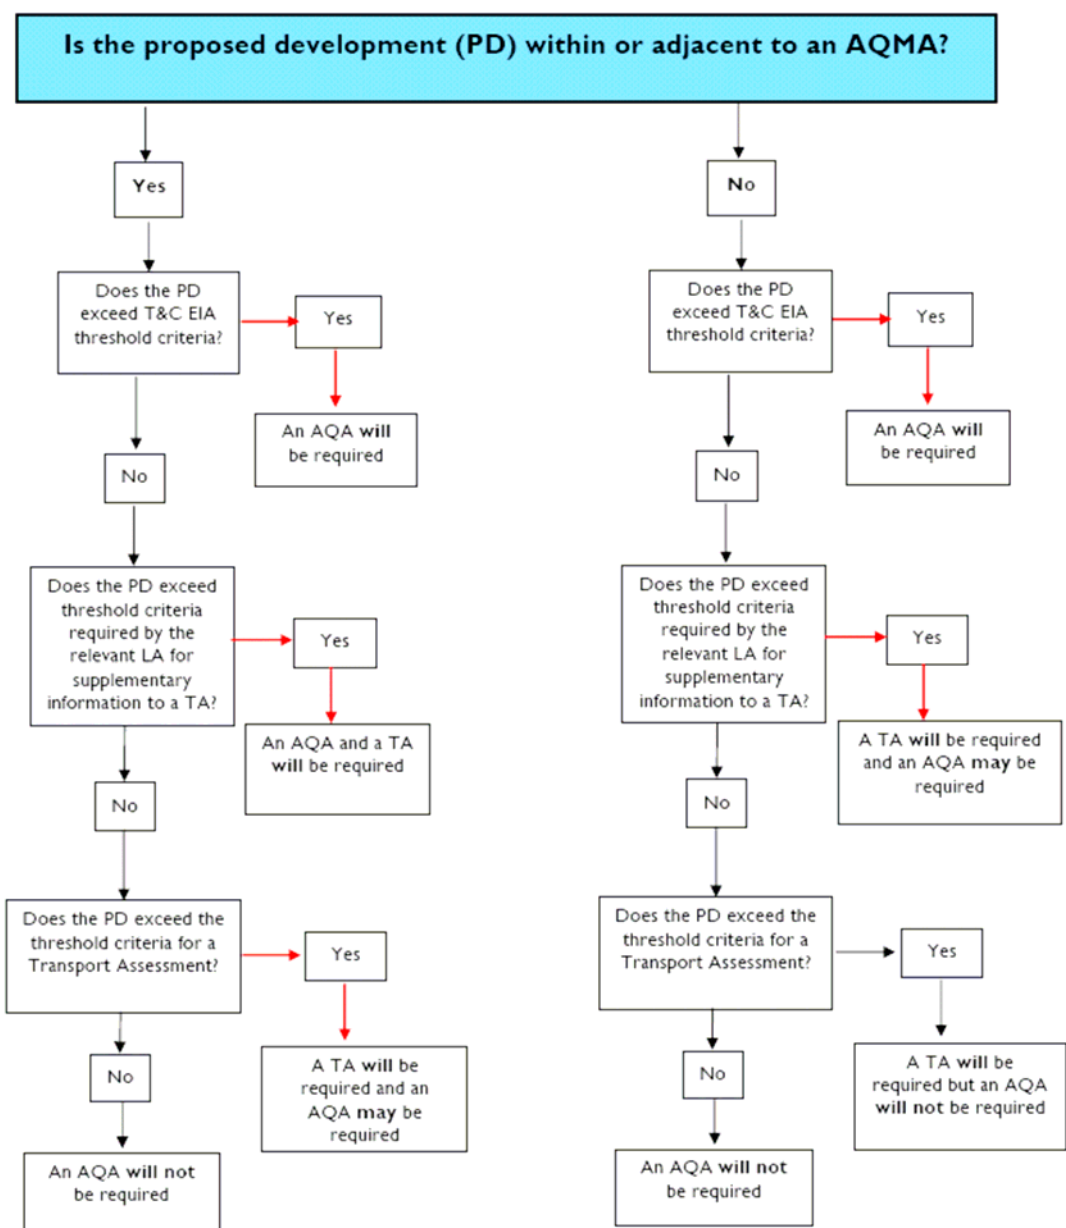 Is the proposed development (PD) within or adjacent to an AQMA?
Yes
Does the PD
exceed T&C EIA
threshold criteria?
Yes
An AQA will
be required
No
Does the PD exceed
threshold criteria
required by the
relevant LA for
supplementary
information to a TA?
Yes
An AQA and a TA
will be required
No
Does the PD exceed the
threshold criteria for a
Transport Assessment?
Yes
A TA will be
required and an
AQA may be
required
No
An AQA will not
be required
No
Does the PD
exceed T&C EIA
threshold criteria?
Yes
An AQA will
be required
No
Does the PD exceed
threshold criteria
required by the
relevant LA for
supplementary
information to a TA?
Yes
A TA will be required
and an AQA may be
required
No
Does the PD exceed the
threshold criteria for a
Transport Assessment?
Yes
A TA will be
required but an AQA
will not be required
No
An AQA will not
be required